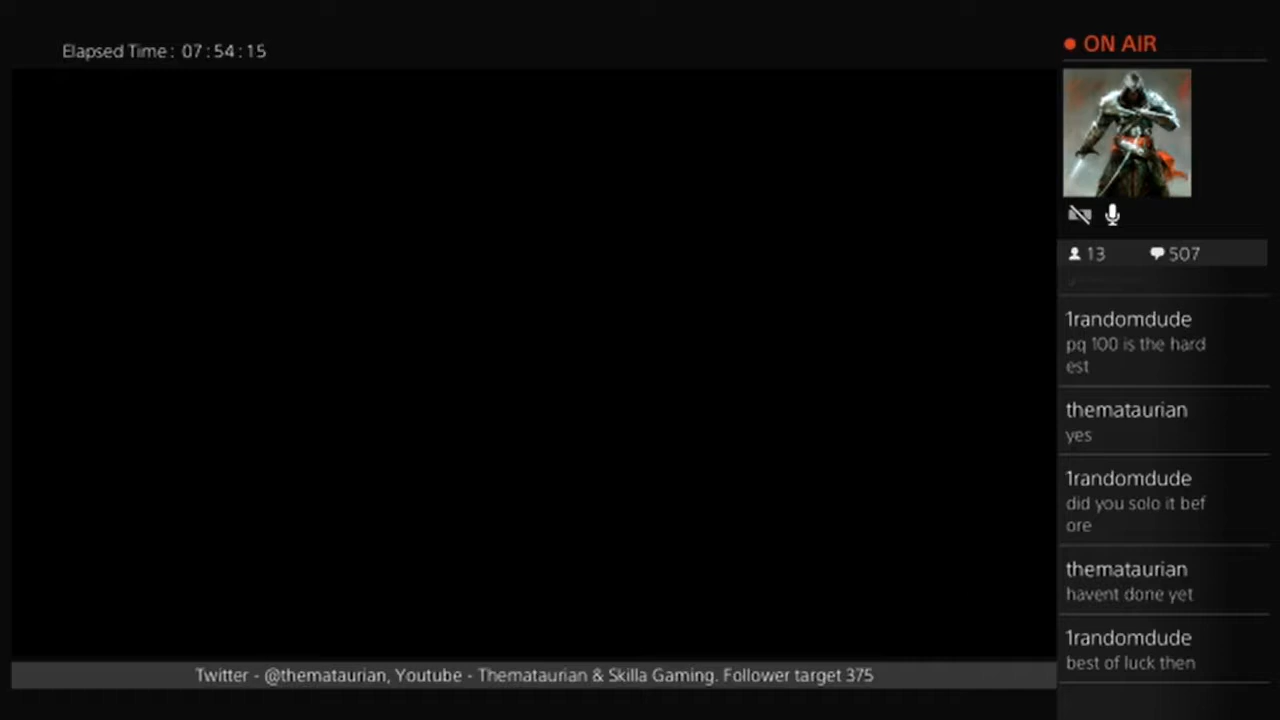 Elapsed Time: 07:54:15
ON AIR
13 507
1randomdude
pq 100 is the hard
est
themataurian
yes
1randomdude
did you solo it bef
ore
themataurian
havent done yet
1randomdude
best of luck then
Twitter - @themataurian, Youtube - Themataurian & Skilla Gaming. Follower target 375